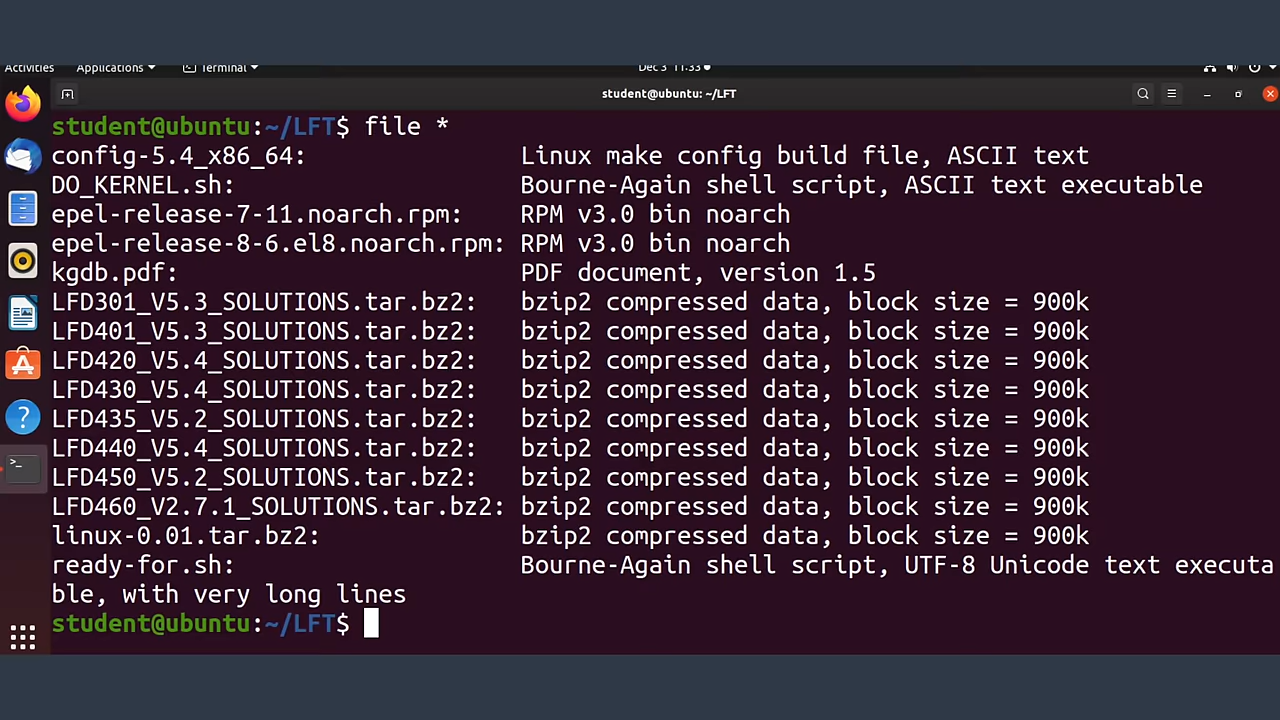 Activities Applications Terminal Dec 3 11:33
student@ubuntu: ~/LFT
student@ubuntu:~/LFT$ file *
config-5.4_x86_64: Linux make config build file, ASCII text
DO_KERNEL.sh: Bourne-Again shell script, ASCII text executable
epel-release-7-11.noarch.rpm: RPM v3.0 bin noarch
epel-release-8-6.el8.noarch.rpm: RPM v3.0 bin noarch
kgdb.pdf: PDF document, version 1.5
LFD301_V5.3_SOLUTIONS.tar.bz2: bzip2 compressed data, block size = 900k
LFD401_V5.3_SOLUTIONS.tar.bz2: bzip2 compressed data, block size = 900k
LFD420_V5.4_SOLUTIONS.tar.bz2: bzip2 compressed data, block size = 900k
LFD430_V5.4_SOLUTIONS.tar.bz2: bzip2 compressed data, block size = 900k
LFD435_V5.2_SOLUTIONS.tar.bz2: bzip2 compressed data, block size = 900k
LFD440_V5.4_SOLUTIONS.tar.bz2: bzip2 compressed data, block size = 900k
LFD450_V5.2_SOLUTIONS.tar.bz2: bzip2 compressed data, block size = 900k
LFD460_V2.7.1_SOLUTIONS.tar.bz2: bzip2 compressed data, block size = 900k
linux-0.01.tar.bz2: bzip2 compressed data, block size = 900k
ready-for.sh: Bourne-Again shell script, UTF-8 Unicode text executa
ble, with very long lines
student@ubuntu:~/LFT$